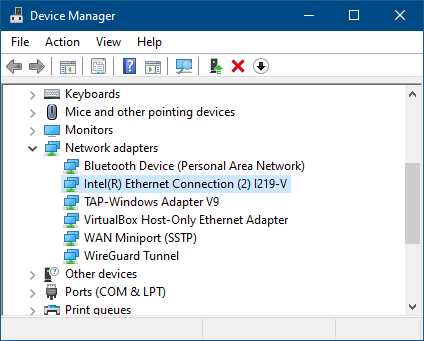 Device Manager
File Action View Help
Keyboards
Mice and other pointing devices
Monitors
Network adapters
Bluetooth Device (Personal Area Network)
Intel(R) Ethernet Connection (2) I219-V
TAP-Windows Adapter V9
VirtualBox Host-Only Ethernet Adapter
WAN Miniport (SSTP)
WireGuard Tunnel
Other devices
Ports (COM & LPT)
Print queues